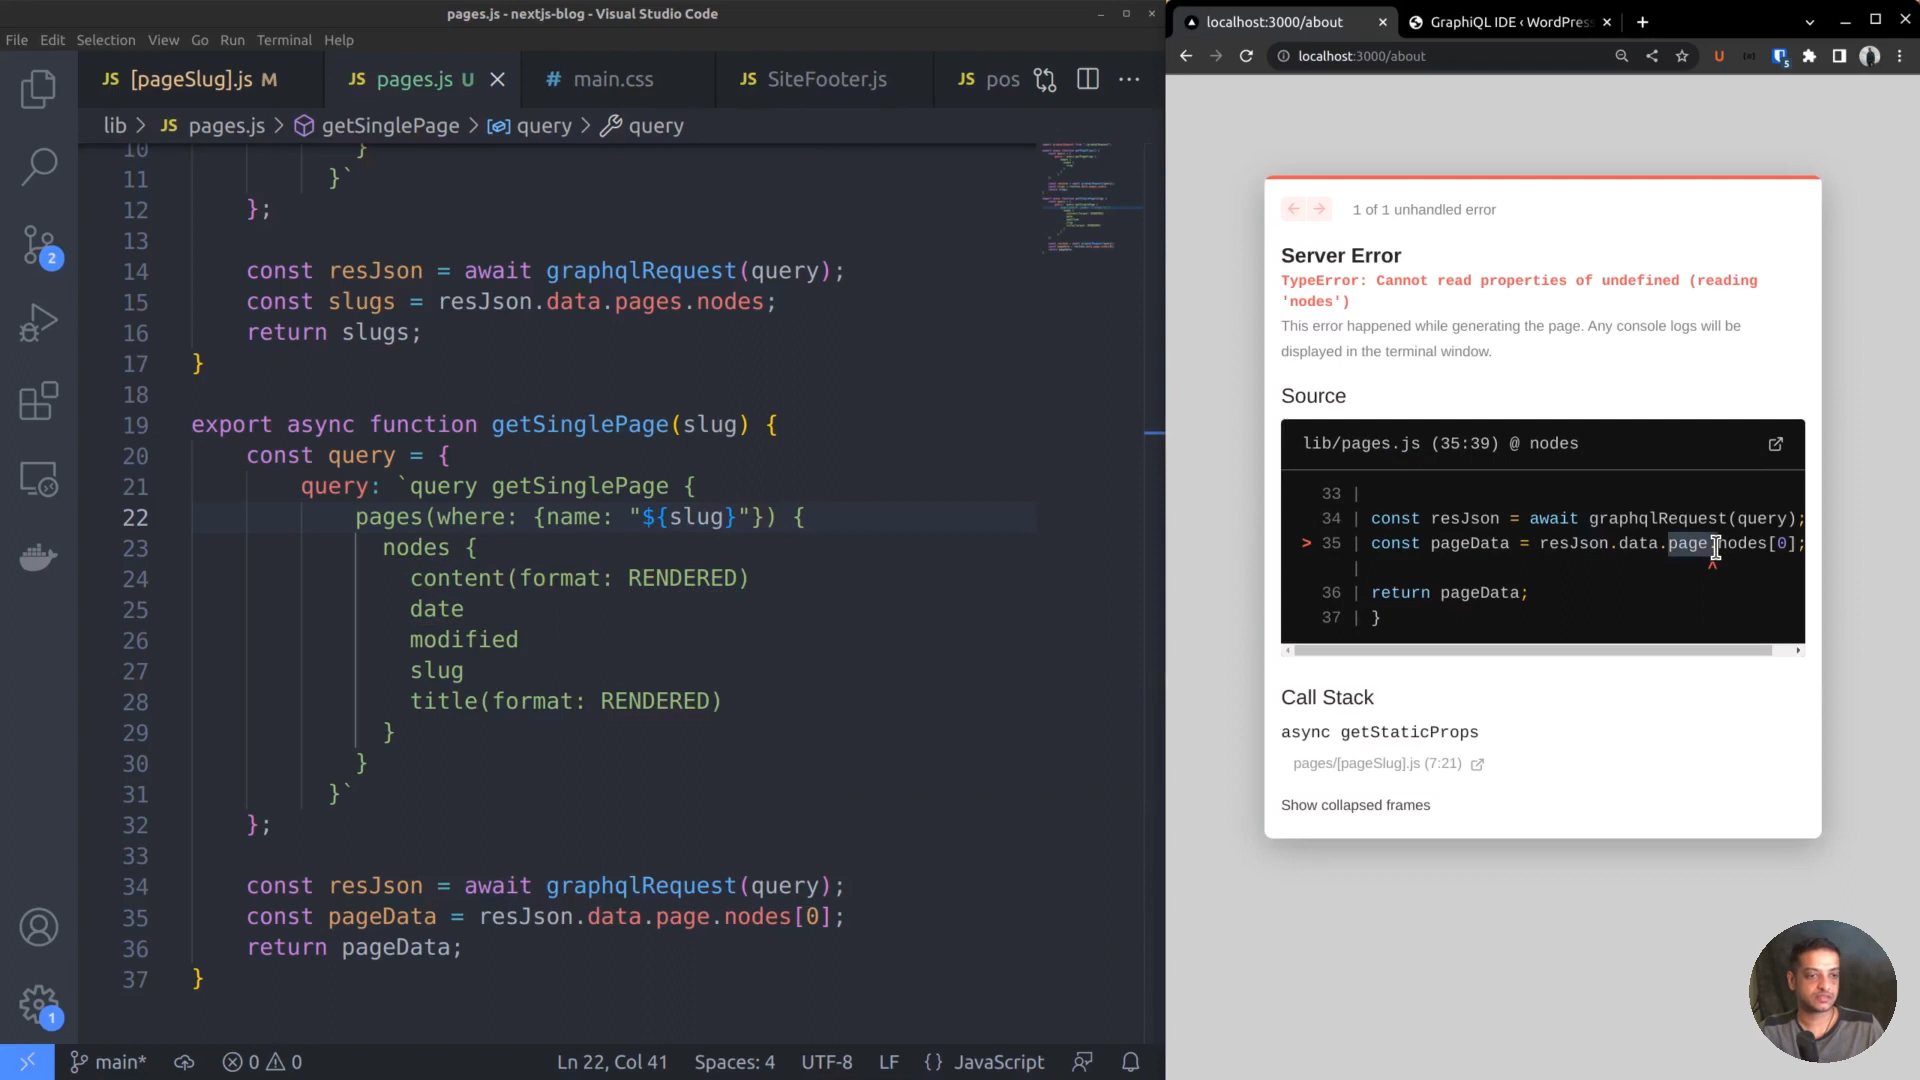 pages.js - nextjs-blog - Visual Studio Code
File Edit Selection View Go Run Terminal Help
JS [pageSlug].js M
JS pages.js U
# main.css
JS SiteFooter.js
JS pos
lib > JS pages.js > getSinglePage > query > query
10 }
11 }`
12 };
13
14 const resJson = await graphqlRequest(query);
15 const slugs = resJson.data.pages.nodes;
16 return slugs;
17 }
18
19 export async function getSinglePage(slug) {
20 const query = {
21 query: `query getSinglePage {
22 pages(where: {name: "${slug}"}) {
23 nodes {
24 content(format: RENDERED)
25 date
26 modified
27 slug
28 title(format: RENDERED)
29 }
30 }
31 }`
32 };
33
34 const resJson = await graphqlRequest(query);
35 const pageData = resJson.data.page.nodes[0];
36 return pageData;
37 }
2
1
main* 0 0 Ln 22, Col 41 Spaces: 4 UTF-8 LF {} JavaScript
localhost:3000/about
GraphiQL IDE ‹ WordPress
localhost:3000/about
U
5
1 of 1 unhandled error
Server Error
TypeError: Cannot read properties of undefined (reading
'nodes')
This error happened while generating the page. Any console logs will be
displayed in the terminal window.
Source
lib/pages.js (35:39) @ nodes
33 |
34 | const resJson = await graphqlRequest(query);
> 35 | const pageData = resJson.data.page.nodes[0];
| ^
36 | return pageData;
37 | }
Call Stack
async getStaticProps
pages/[pageSlug].js (7:21)
Show collapsed frames